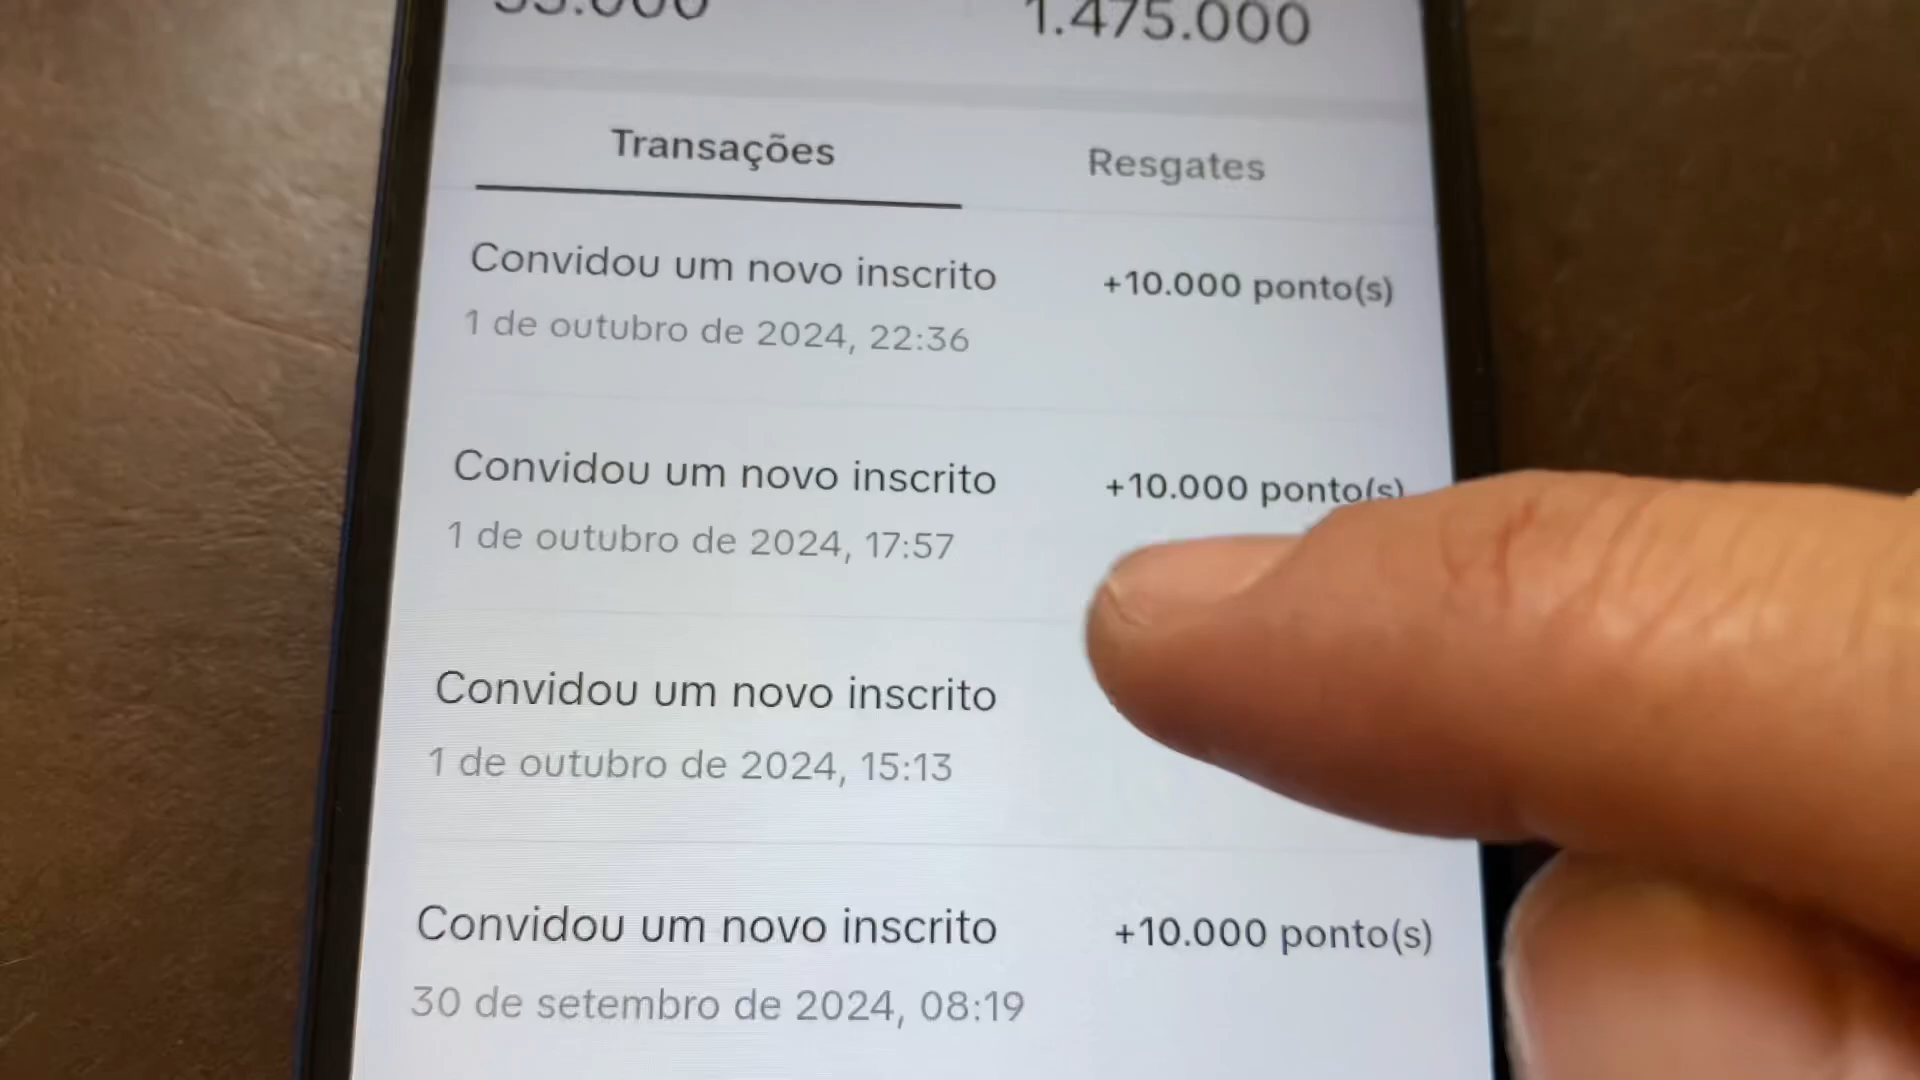 1.475.000
Transações
Resgates
Convidou um novo inscrito
+10.000 ponto(s)
1 de outubro de 2024, 22:36
Convidou um novo inscrito
+10.000 ponto(s)
1 de outubro de 2024, 17:57
Convidou um novo inscrito
1 de outubro de 2024, 15:13
Convidou um novo inscrito
+10.000 ponto(s)
30 de setembro de 2024, 08:19